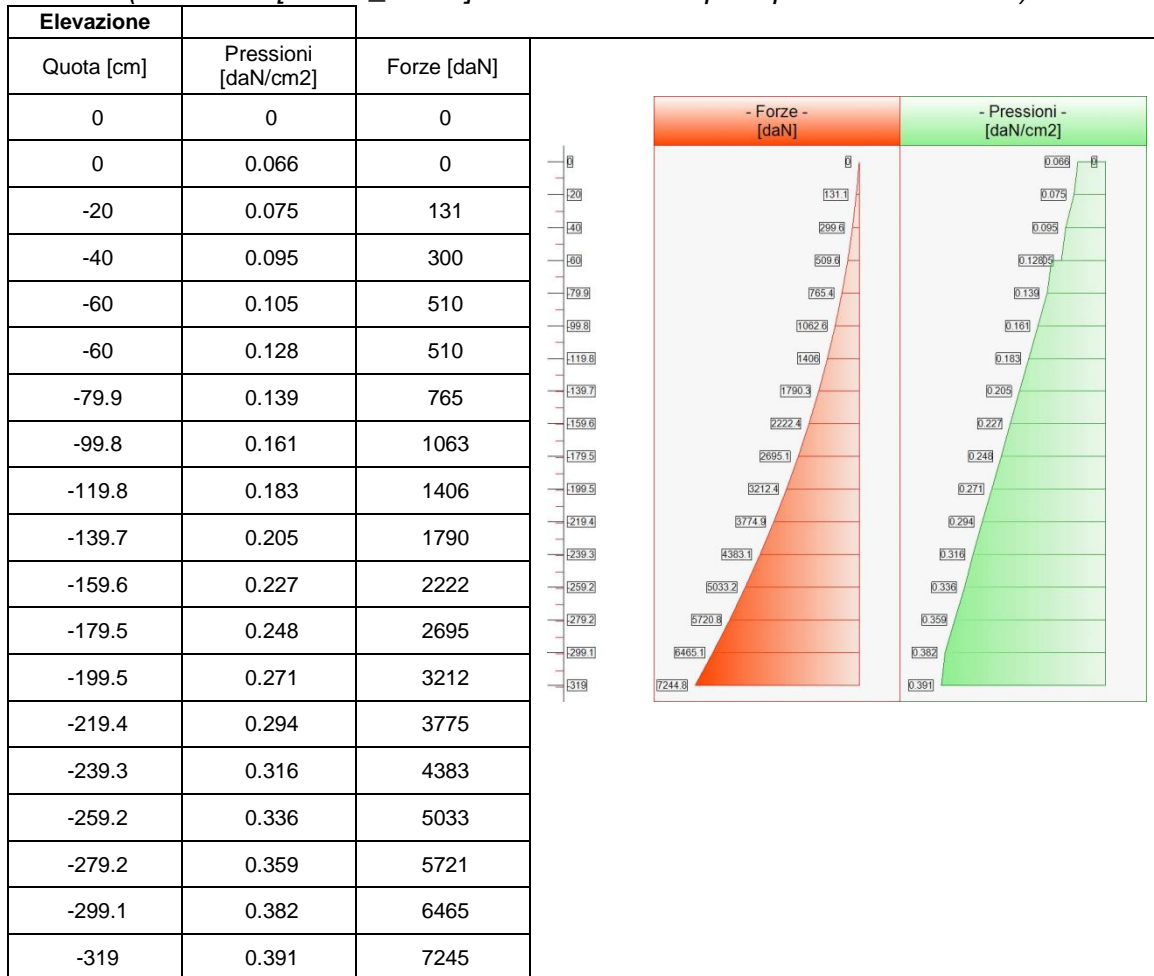 Elevazione
Quota [cm] Pressioni [daN/cm2] Forze [daN]
0 0 0
0 0.066 0
-20 0.075 131
-40 0.095 300
-60 0.105 510
-60 0.128 510
-79.9 0.139 765
-99.8 0.161 1063
-119.8 0.183 1406
-139.7 0.205 1790
-159.6 0.227 2222
-179.5 0.248 2695
-199.5 0.271 3212
-219.4 0.294 3775
-239.3 0.316 4383
-259.2 0.336 5033
-279.2 0.359 5721
-299.1 0.382 6465
-319 0.391 7245
- Forze - [daN]
- Pressioni - [daN/cm2]
0 0 0.066 0
-20 131.1 0.075
-40 299.6 0.095
-60 509.6 0.128
-79.9 765.4 0.139
-99.8 1062.6 0.161
-119.8 1406 0.183
-139.7 1790.3 0.205
-159.6 2222.4 0.227
-179.5 2695.1 0.248
-199.5 3212.4 0.271
-219.4 3774.9 0.294
-239.3 4383.1 0.316
-259.2 5033.2 0.336
-279.2 5720.8 0.359
-299.1 6465.1 0.382
-319 7244.8 0.391